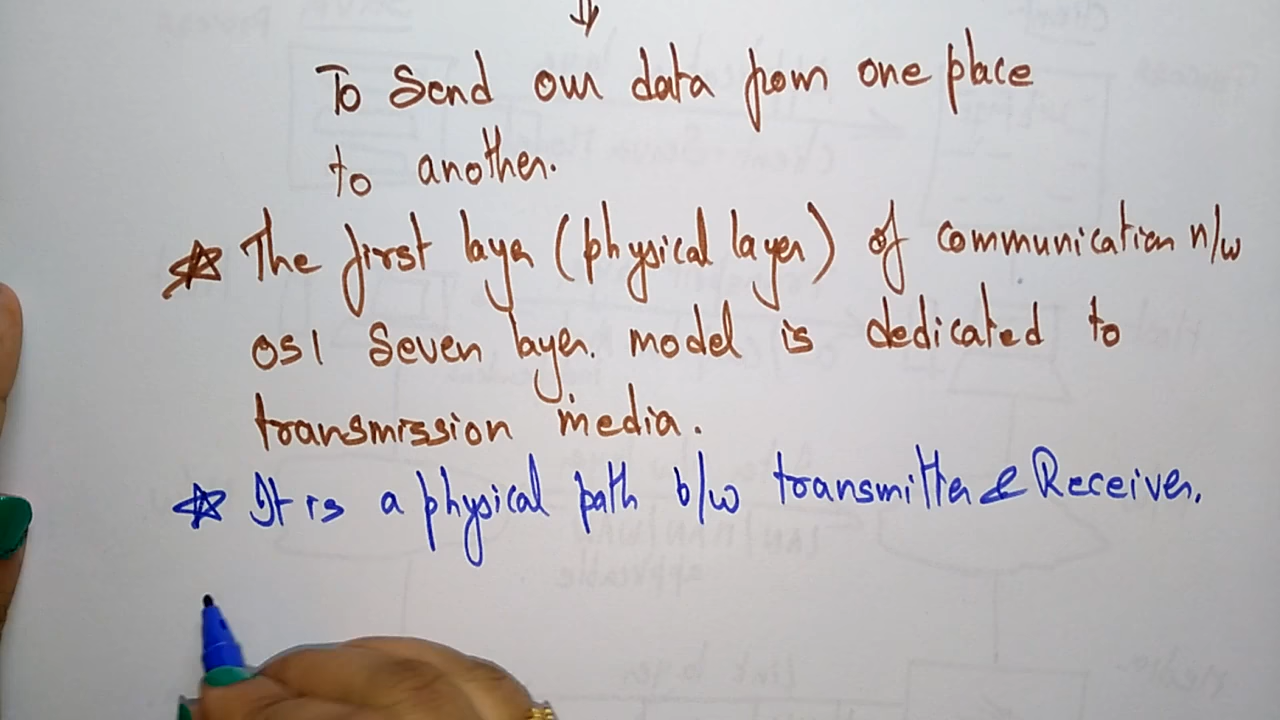 To Send our data from one place
to another.
The first layer (physical layer) of communication n/w
OSI Seven layer. model is dedicated to
transmission media.
It is a physical path b/w transmitter & Receiver.